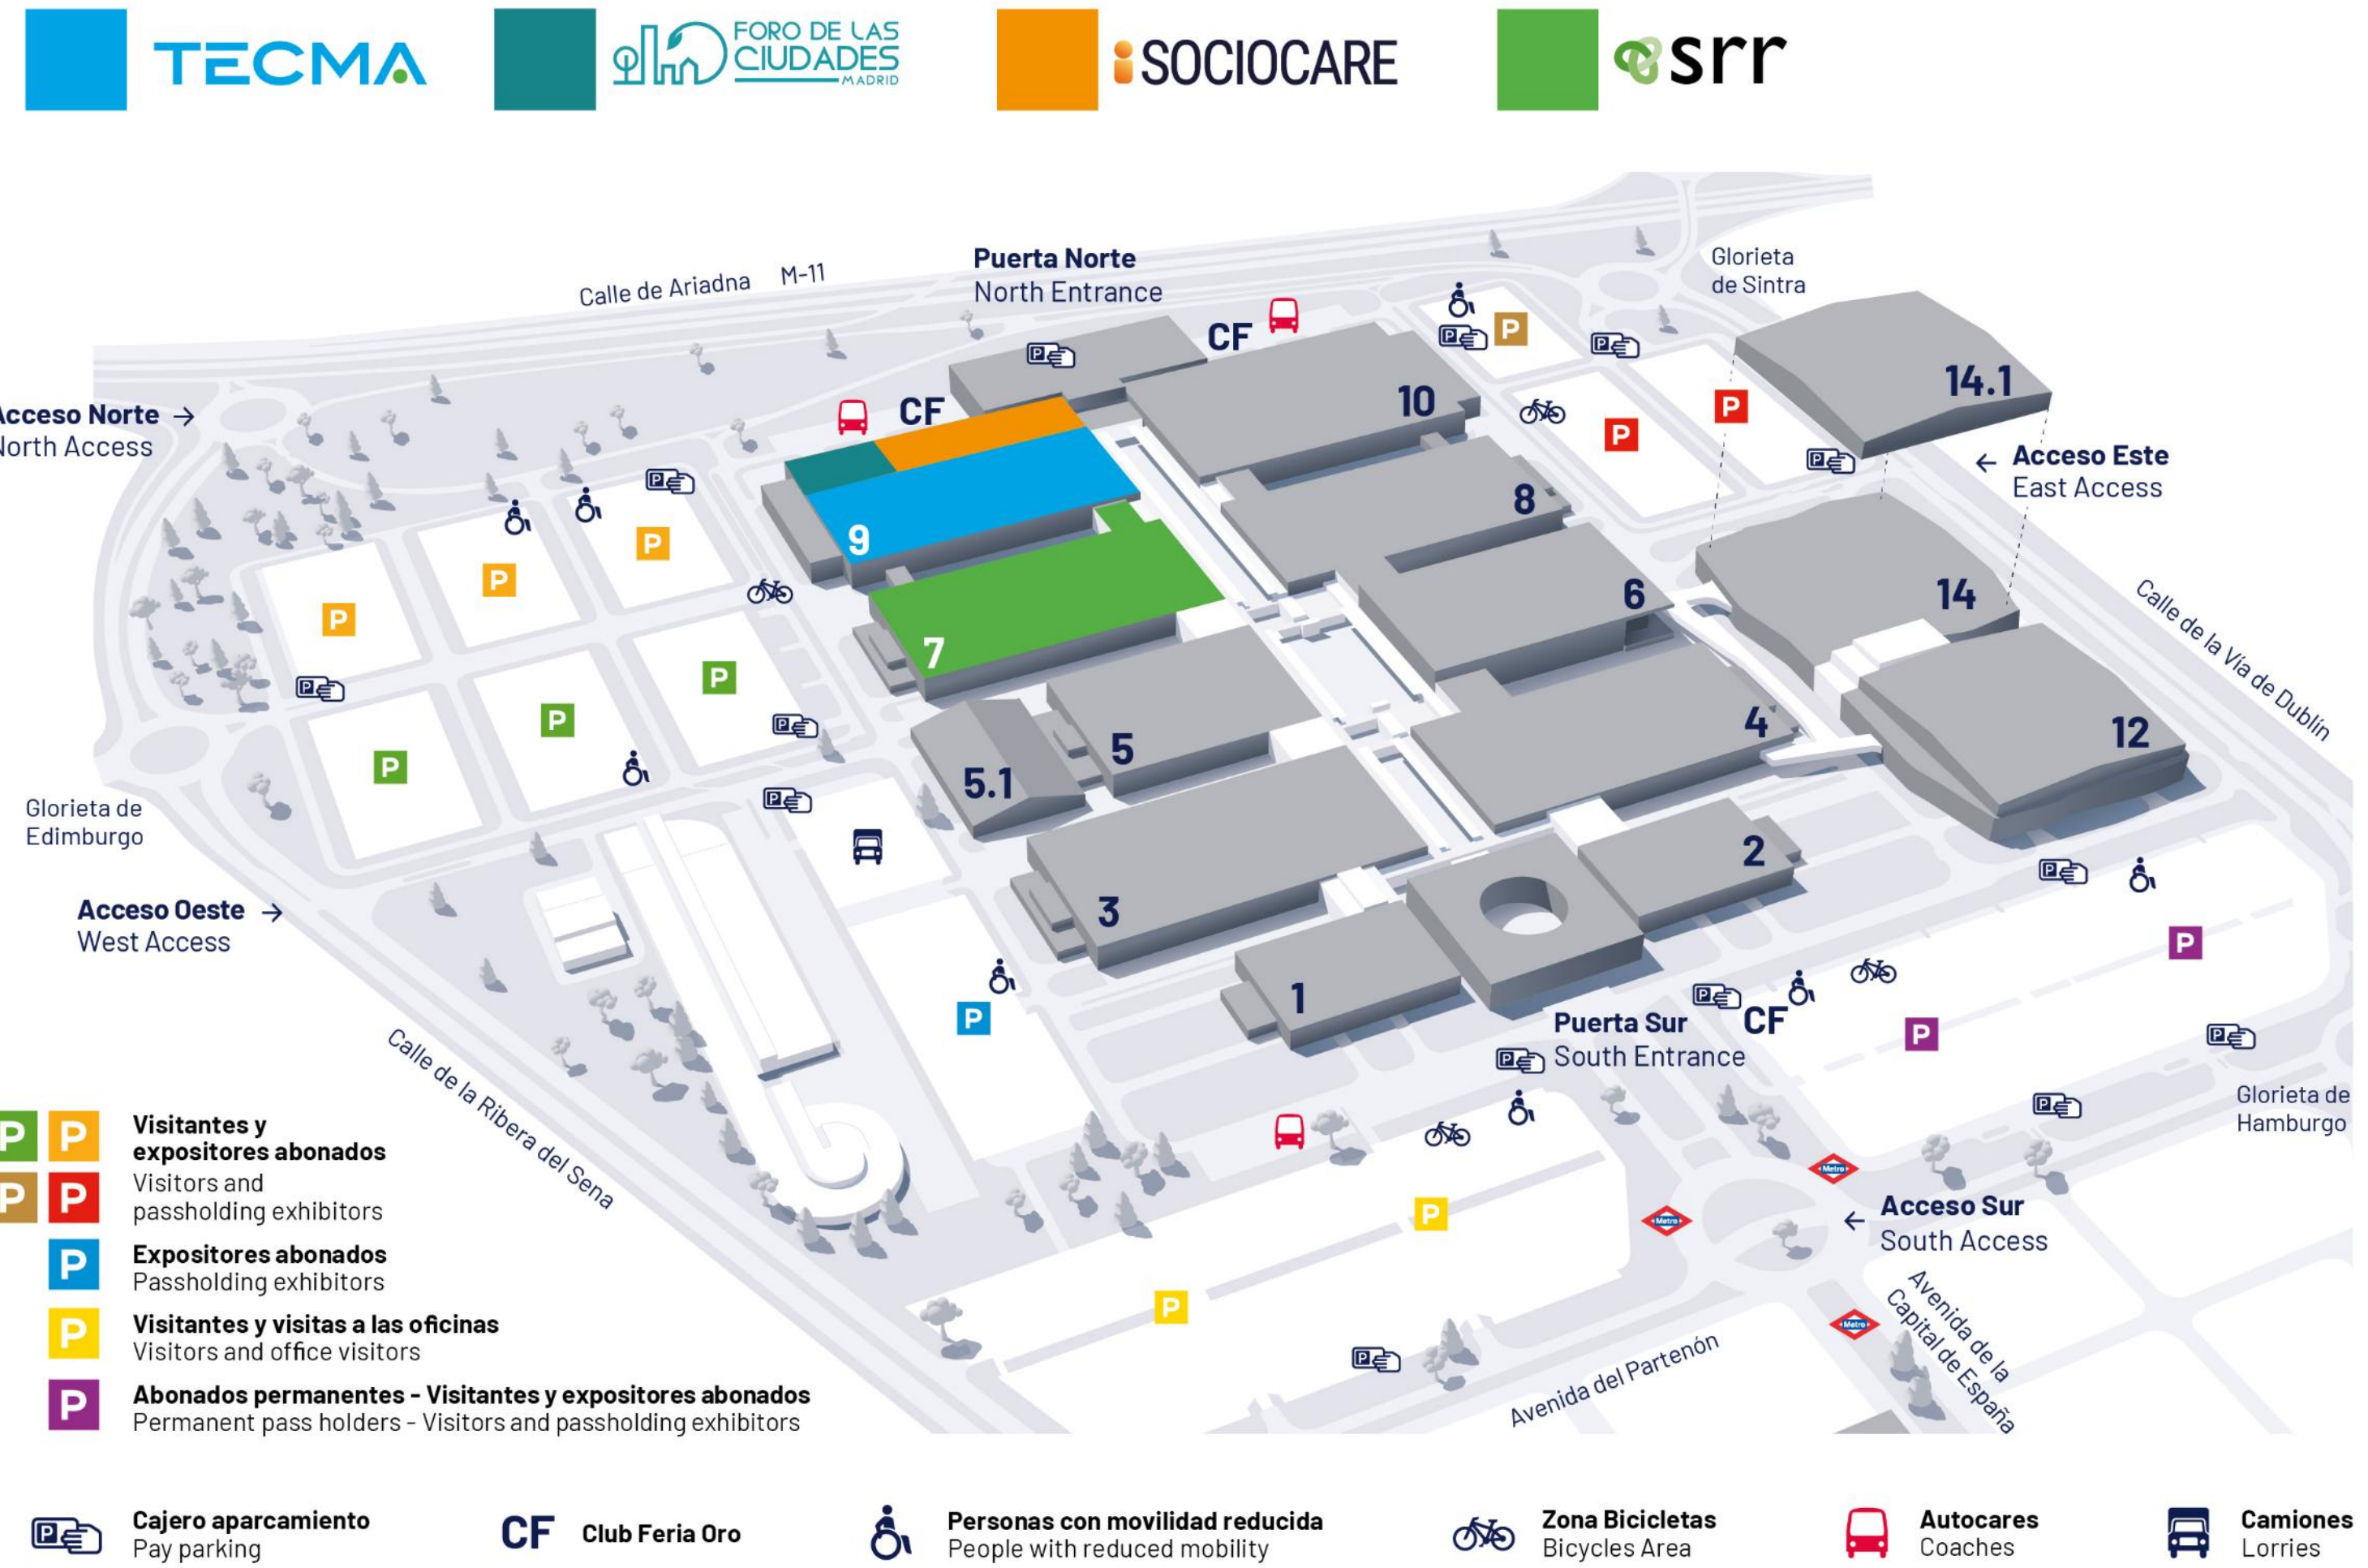 TECMA
FORO DE LAS
CIUDADES
MADRID
SOCIOCARE
srr
Calle de Ariadna M-11
Puerta Norte
North Entrance
Glorieta
de Sintra
CF
P
P
14.1
Acceso Norte →
North Access
CF
10
P
P
P
← Acceso Este
East Access
P
8
P
9
P
P
P
6
14
Calle de la Vía de Dublín
7
P
P
P
P
5
4
12
5.1
P
P
Glorieta de
Edimburgo
P
2
Acceso Oeste →
West Access
3
P
P
1
P
P
Puerta Sur
South Entrance
CF
P
P
P
Calle de la Ribera del Sena
Glorieta de
Hamburgo
P
Metro
P
Metro
← Acceso Sur
South Access
P
Metro
P
Avenida del Partenón
Avenida de la
Capital de España
P P
Visitantes y
expositores abonados
P P
Visitors and
passholding exhibitors
P
Expositores abonados
Passholding exhibitors
P
Visitantes y visitas a las oficinas
Visitors and office visitors
P
Abonados permanentes - Visitantes y expositores abonados
Permanent pass holders - Visitors and passholding exhibitors
P
Cajero aparcamiento
Pay parking
CF Club Feria Oro
Personas con movilidad reducida
People with reduced mobility
Zona Bicicletas
Bicycles Area
Autocares
Coaches
Camiones
Lorries